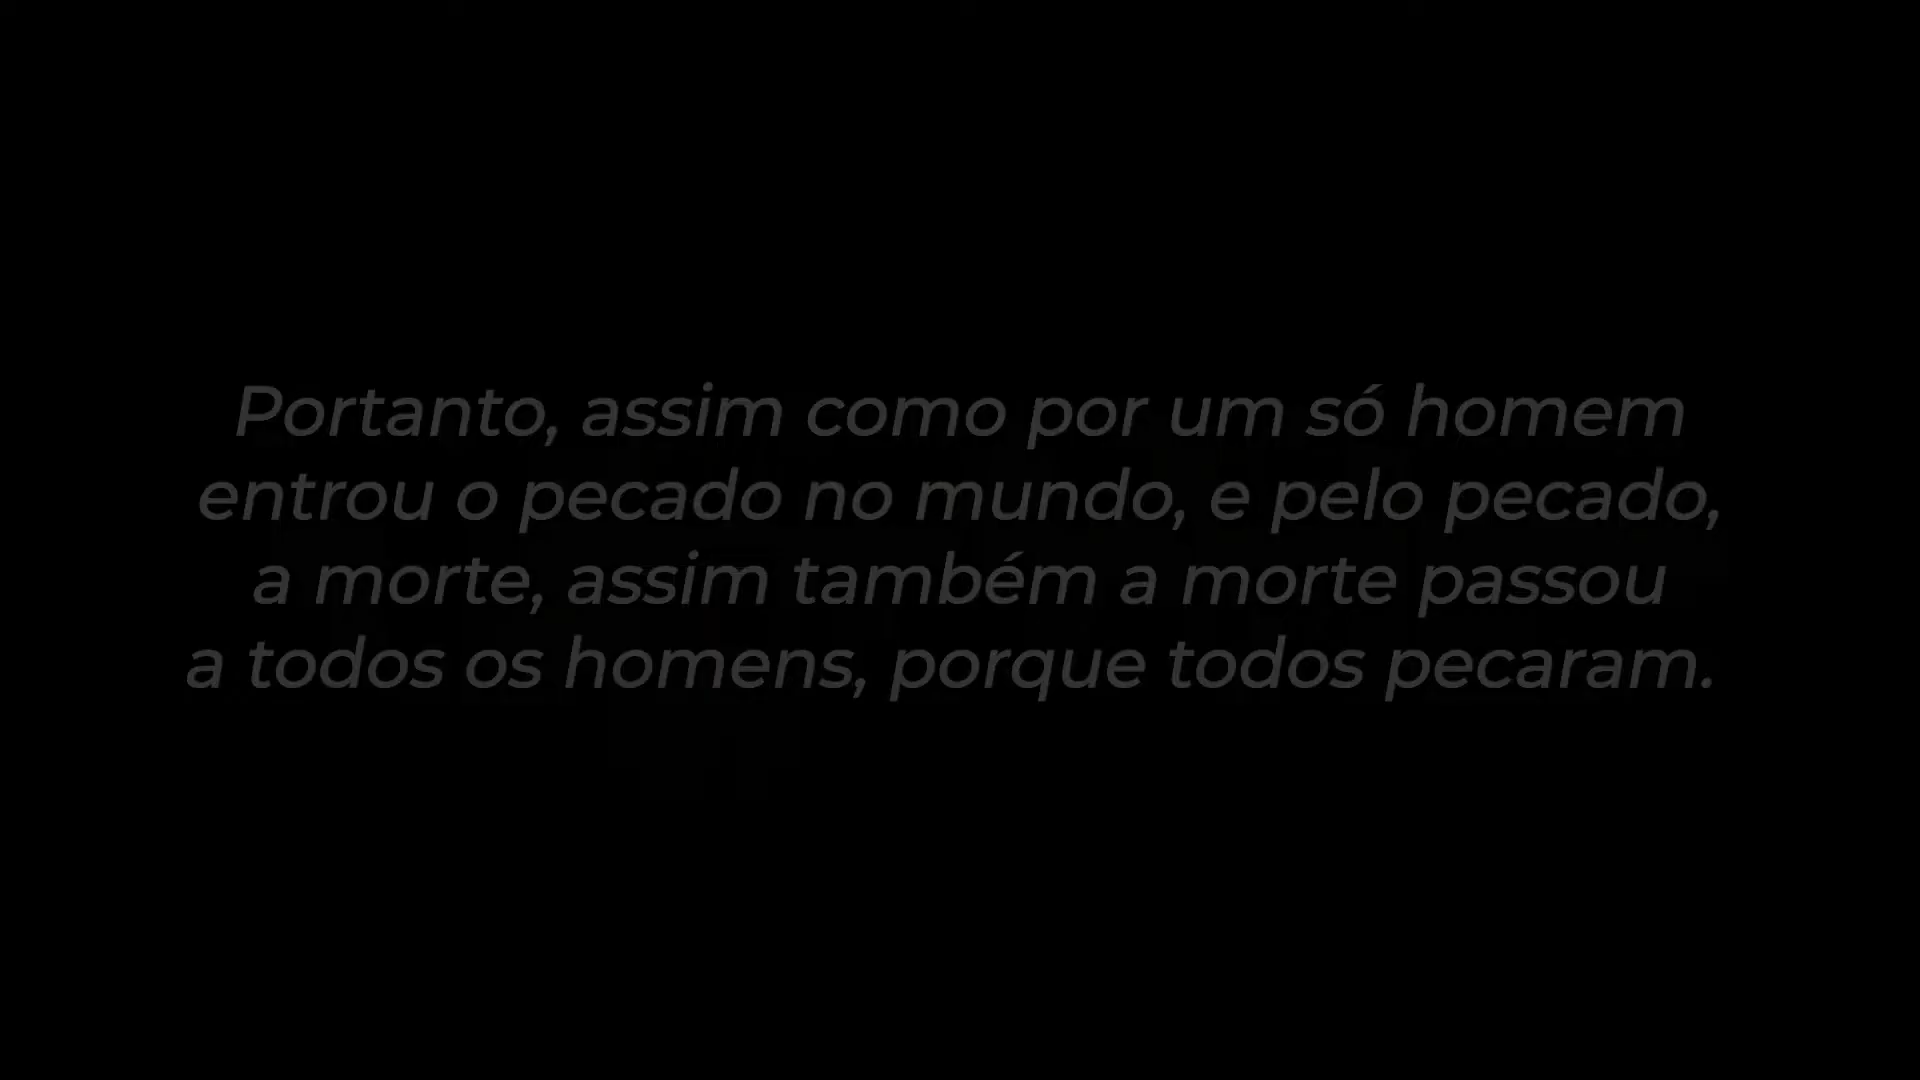 Portanto, assim como por um só homem
entrou o pecado no mundo, e pelo pecado,
a morte, assim também a morte passou
a todos os homens, porque todos pecaram.